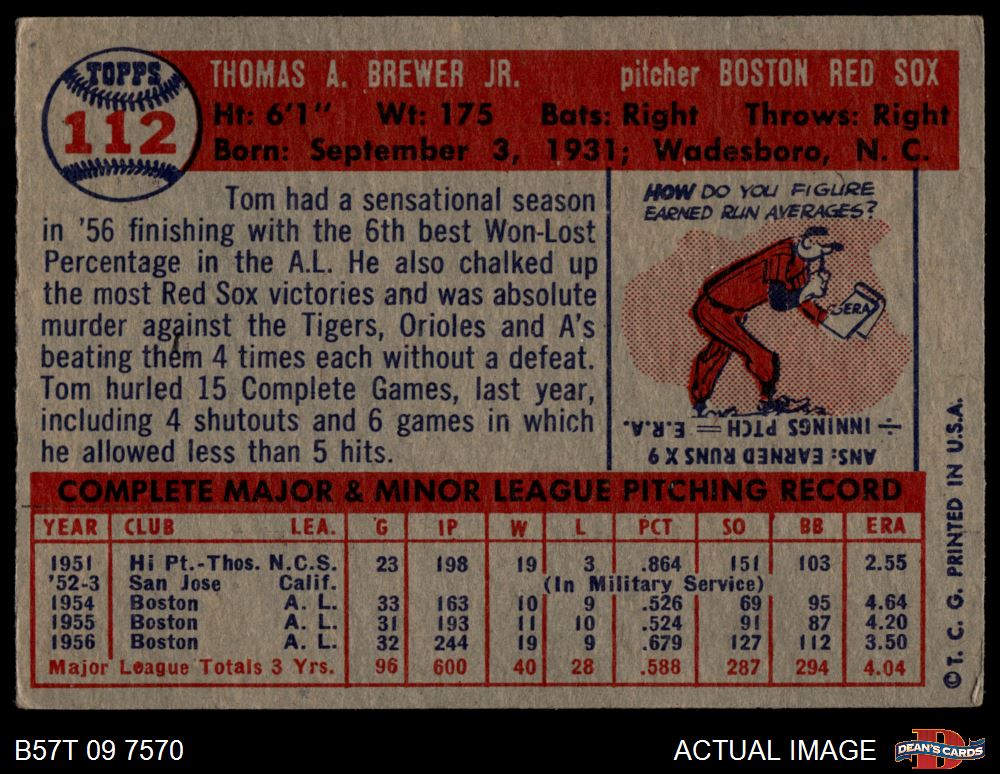 TOPPS
112
THOMAS A. BREWER JR. pitcher BOSTON RED SOX
Ht: 6'1" Wt: 175 Bats: Right Throws: Right
Born: September 3, 1931; Wadesboro, N. C.
Tom had a sensational season
in '56 finishing with the 6th best Won-Lost
Percentage in the A.L. He also chalked up
the most Red Sox victories and was absolute
murder against the Tigers, Orioles and A's
beating them 4 times each without a defeat.
Tom hurled 15 Complete Games, last year,
including 4 shutouts and 6 games in which
he allowed less than 5 hits.
HOW DO YOU FIGURE
EARNED RUN AVERAGES?
ERA
ANS: EARNED RUNS X 9
÷ INNINGS PTCH = E.R.A.
COMPLETE MAJOR & MINOR LEAGUE PITCHING RECORD
YEAR CLUB LEA. G IP W L PCT SO BB ERA
1951 Hi Pt.-Thos. N.C.S. 23 198 19 3 .864 151 103 2.55
'52-3 San Jose Calif. (In Military Service)
1954 Boston A. L. 33 163 10 9 .526 69 95 4.64
1955 Boston A. L. 31 193 11 10 .524 91 87 4.20
1956 Boston A. L. 32 244 19 9 .679 127 112 3.50
Major League Totals 3 Yrs. 96 600 40 28 .588 287 294 4.04
© T. C. G. PRINTED IN U.S.A.
B57T 09 7570 ACTUAL IMAGE
D DEAN'S CARDS